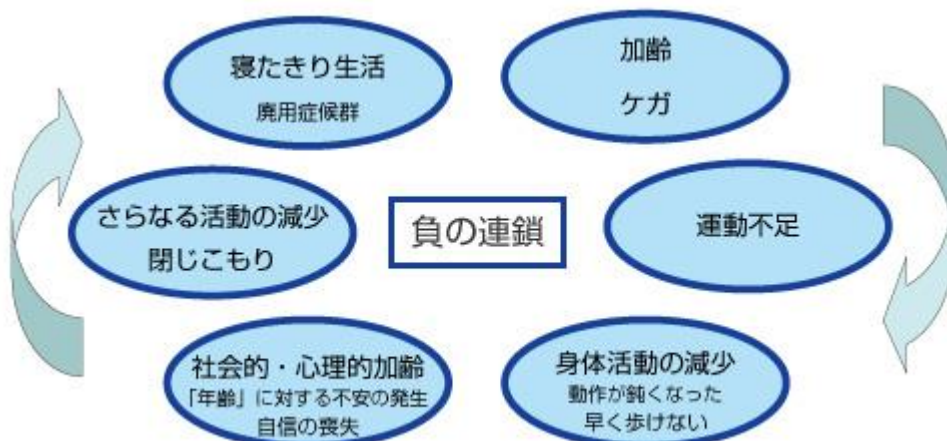 寝たきり生活
廃用症候群
加齢
ケガ
さらなる活動の減少
閉じこもり
負の連鎖
運動不足
社会的・心理的加齢
「年齢」に対する不安の発生
自信の喪失
身体活動の減少
動作が鈍くなった
早く歩けない